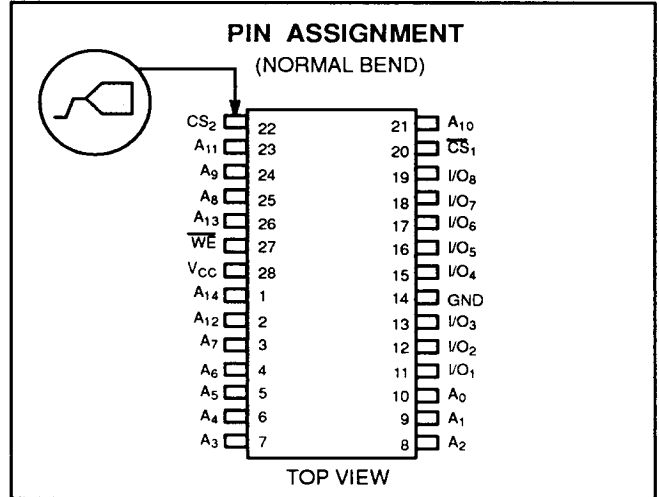 PIN ASSIGNMENT
(NORMAL BEND)
CS₂ 22 21 A₁₀
A₁₁ 23 20 C̅S̅₁
A₉ 24 19 I/O₈
A₈ 25 18 I/O₇
A₁₃ 26 17 I/O₆
W̅E̅ 27 16 I/O₅
V_CC 28 15 I/O₄
A₁₄ 1 14 GND
A₁₂ 2 13 I/O₃
A₇ 3 12 I/O₂
A₆ 4 11 I/O₁
A₅ 5 10 A₀
A₄ 6 9 A₁
A₃ 7 8 A₂
TOP VIEW